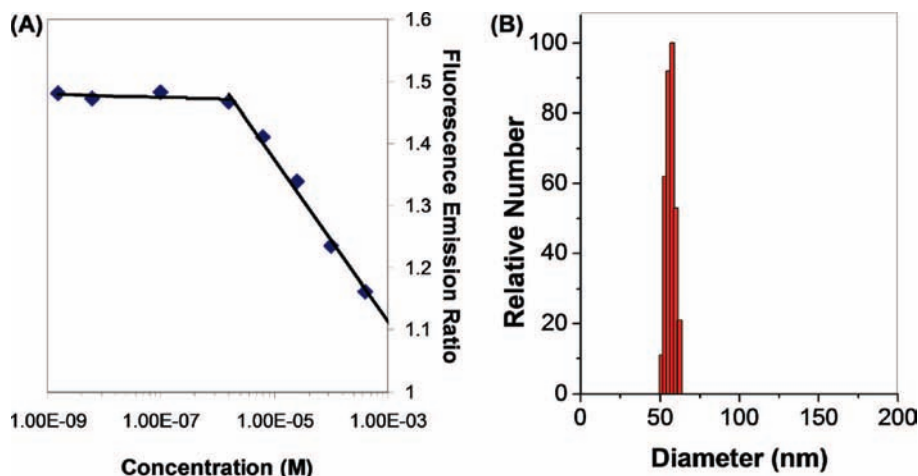 (A)
1.6
1.5
1.4
1.3
1.2
1.1
1
Fluorescence Emission Ratio
1.00E-09 1.00E-07 1.00E-05 1.00E-03
Concentration (M)
(B)
100
80
60
40
20
0
Relative Number
0 50 100 150 200
Diameter (nm)